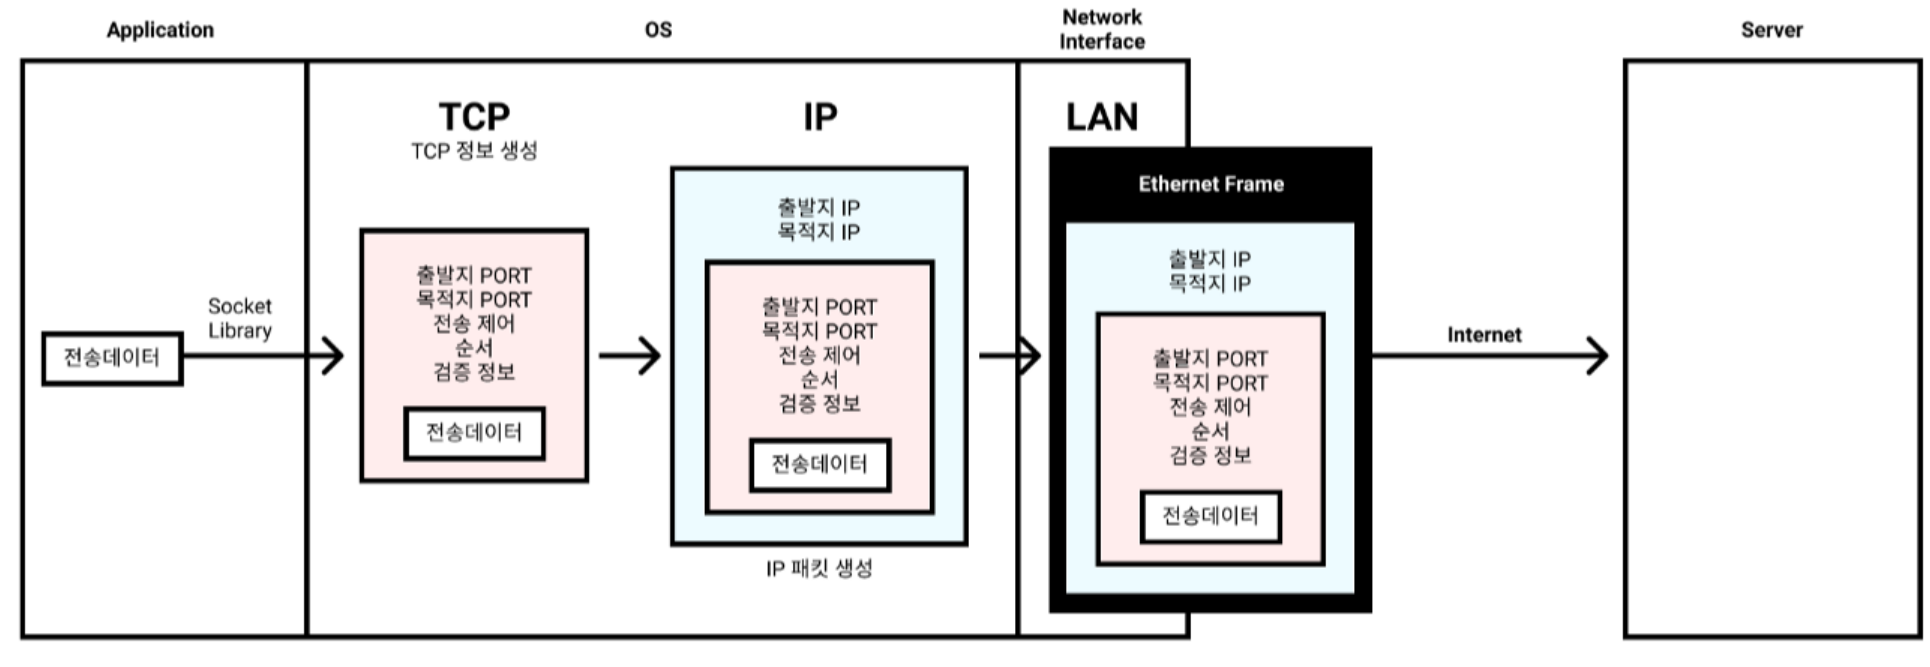 Application
OS
Network
Interface
Server
TCP
TCP 정보 생성
IP
LAN
전송데이터
Socket
Library
출발지 PORT
목적지 PORT
전송 제어
순서
검증 정보
전송데이터
출발지 IP
목적지 IP
출발지 PORT
목적지 PORT
전송 제어
순서
검증 정보
전송데이터
IP 패킷 생성
Ethernet Frame
출발지 IP
목적지 IP
출발지 PORT
목적지 PORT
전송 제어
순서
검증 정보
전송데이터
Internet